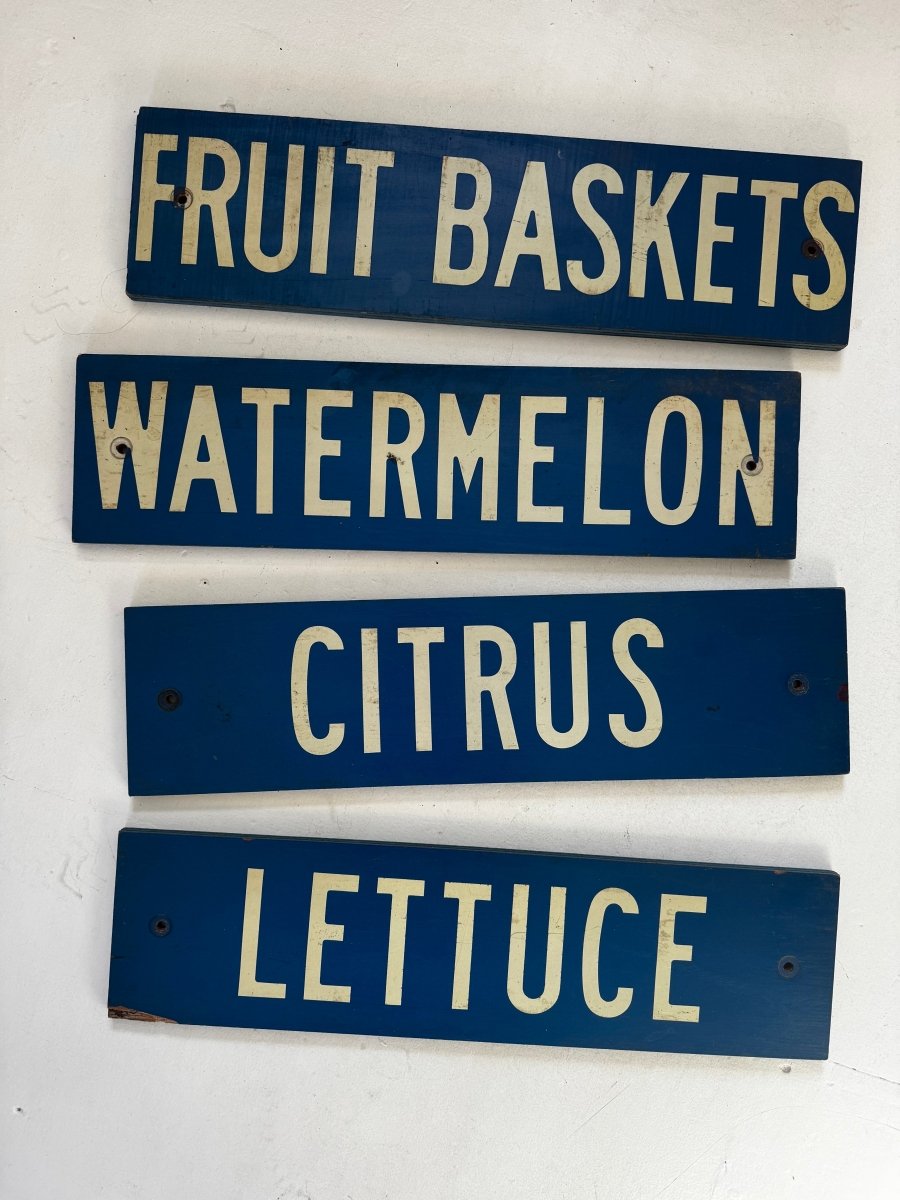 FRUIT BASKETS
WATERMELON
CITRUS
LETTUCE